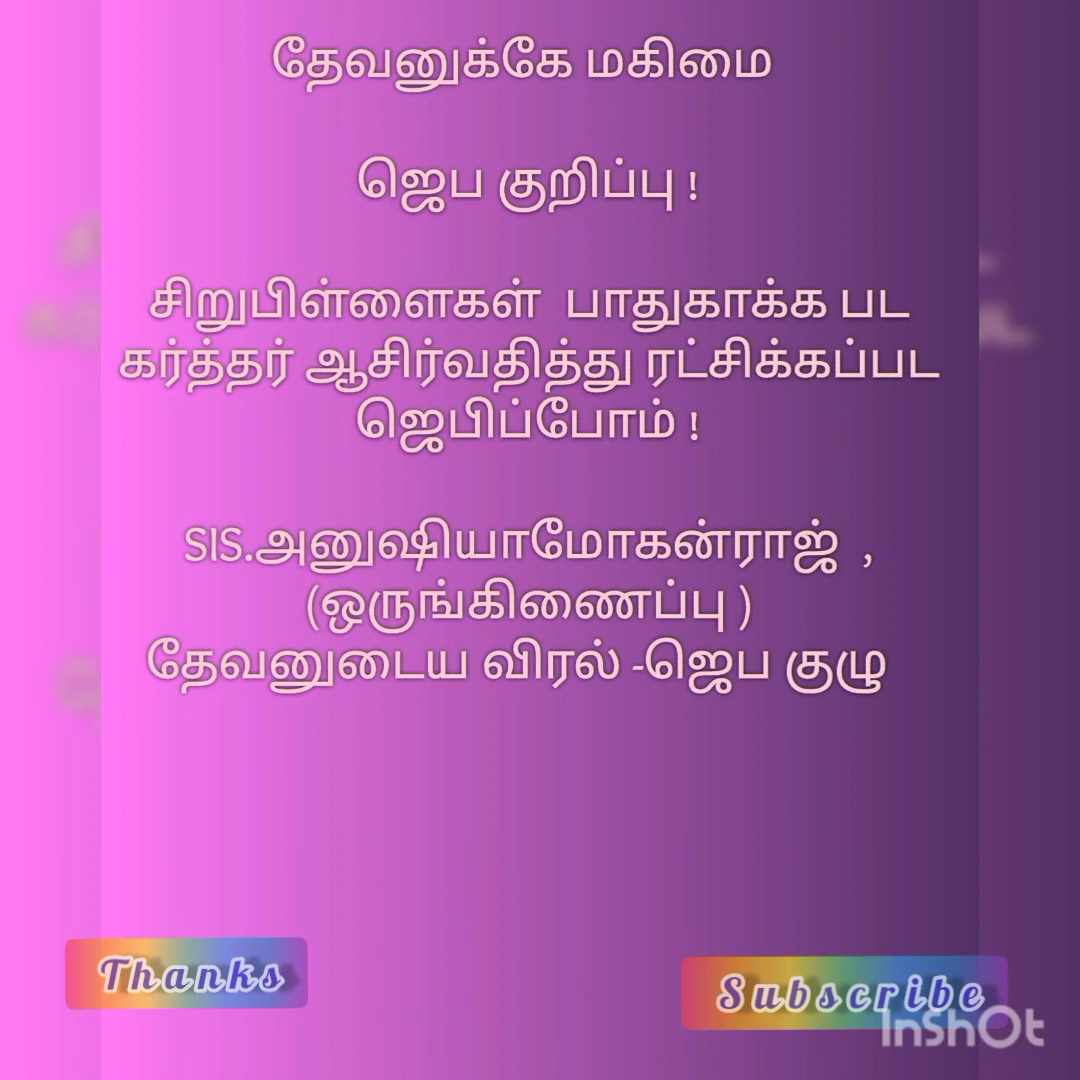 தேவனுக்கே மகிமை
ஜெப குறிப்பு !
சிறுபிள்ளைகள் பாதுகாக்க பட
கர்த்தர் ஆசிர்வதித்து ரட்சிக்கப்பட
ஜெபிப்போம் !
SIS.அனுஷியாமோகன்ராஜ் ,
(ஒருங்கிணைப்பு )
தேவனுடைய விரல் -ஜெப குழு
Thanks
Subscribe
InShOt